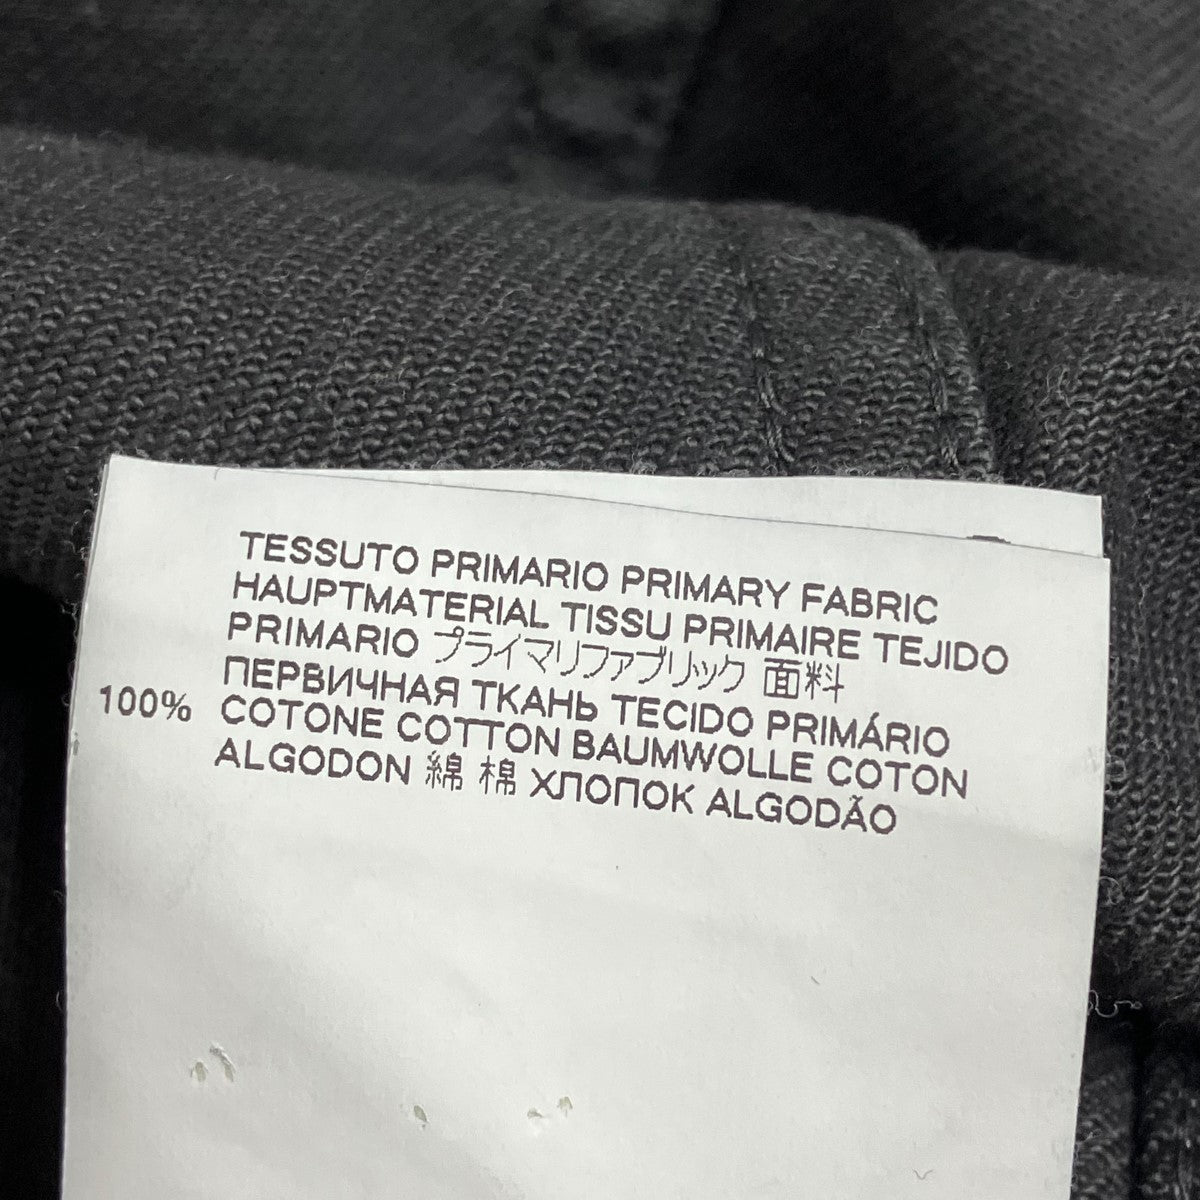 TESSUTO PRIMARIO PRIMARY FABRIC
HAUPTMATERIAL TISSU PRIMAIRE TEJIDO
PRIMARIO プライマリファブリック 面料
ПЕРВИЧНАЯ ТКАНЬ TECIDO PRIMÁRIO
100% COTONE COTTON BAUMWOLLE COTON
ALGODON 綿 棉 ХЛОПОК ALGODÃO